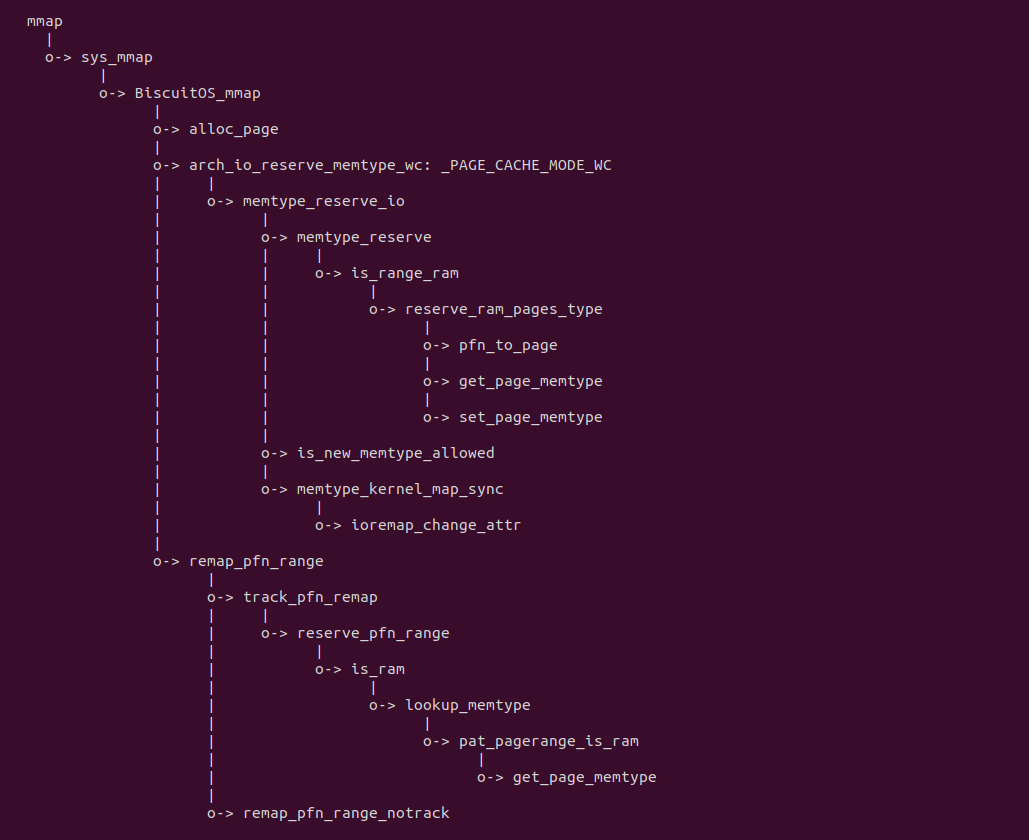 mmap
|
o-> sys_mmap
|
o-> BiscuitOS_mmap
|
o-> alloc_page
|
o-> arch_io_reserve_memtype_wc: _PAGE_CACHE_MODE_WC
| |
| o-> memtype_reserve_io
| |
| o-> memtype_reserve
| | |
| | o-> is_range_ram
| | |
| | o-> reserve_ram_pages_type
| | |
| | o-> pfn_to_page
| | |
| | o-> get_page_memtype
| | |
| | o-> set_page_memtype
| |
| o-> is_new_memtype_allowed
| |
| o-> memtype_kernel_map_sync
| |
| o-> ioremap_change_attr
|
o-> remap_pfn_range
|
o-> track_pfn_remap
| |
| o-> reserve_pfn_range
| |
| o-> is_ram
| |
| o-> lookup_memtype
| |
| o-> pat_pagerange_is_ram
| |
| o-> get_page_memtype
|
o-> remap_pfn_range_notrack